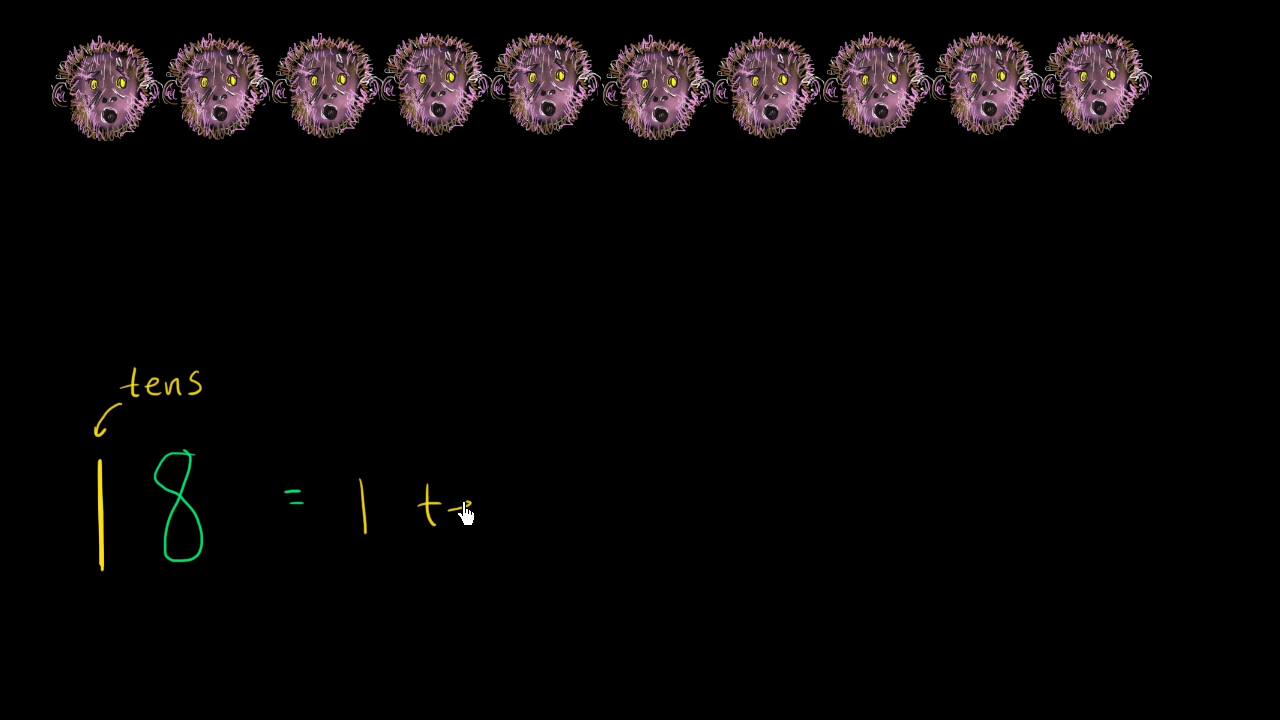 tens
18 = 1 t